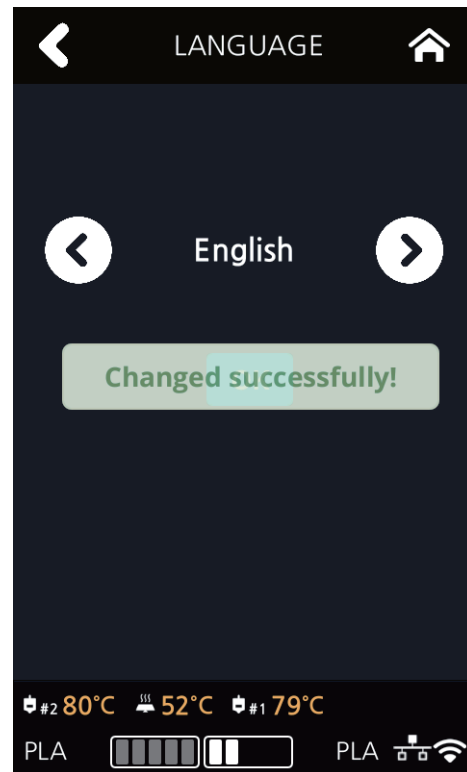 LANGUAGE
English
Changed successfully!
#2 80°C 52°C #1 79°C
PLA PLA